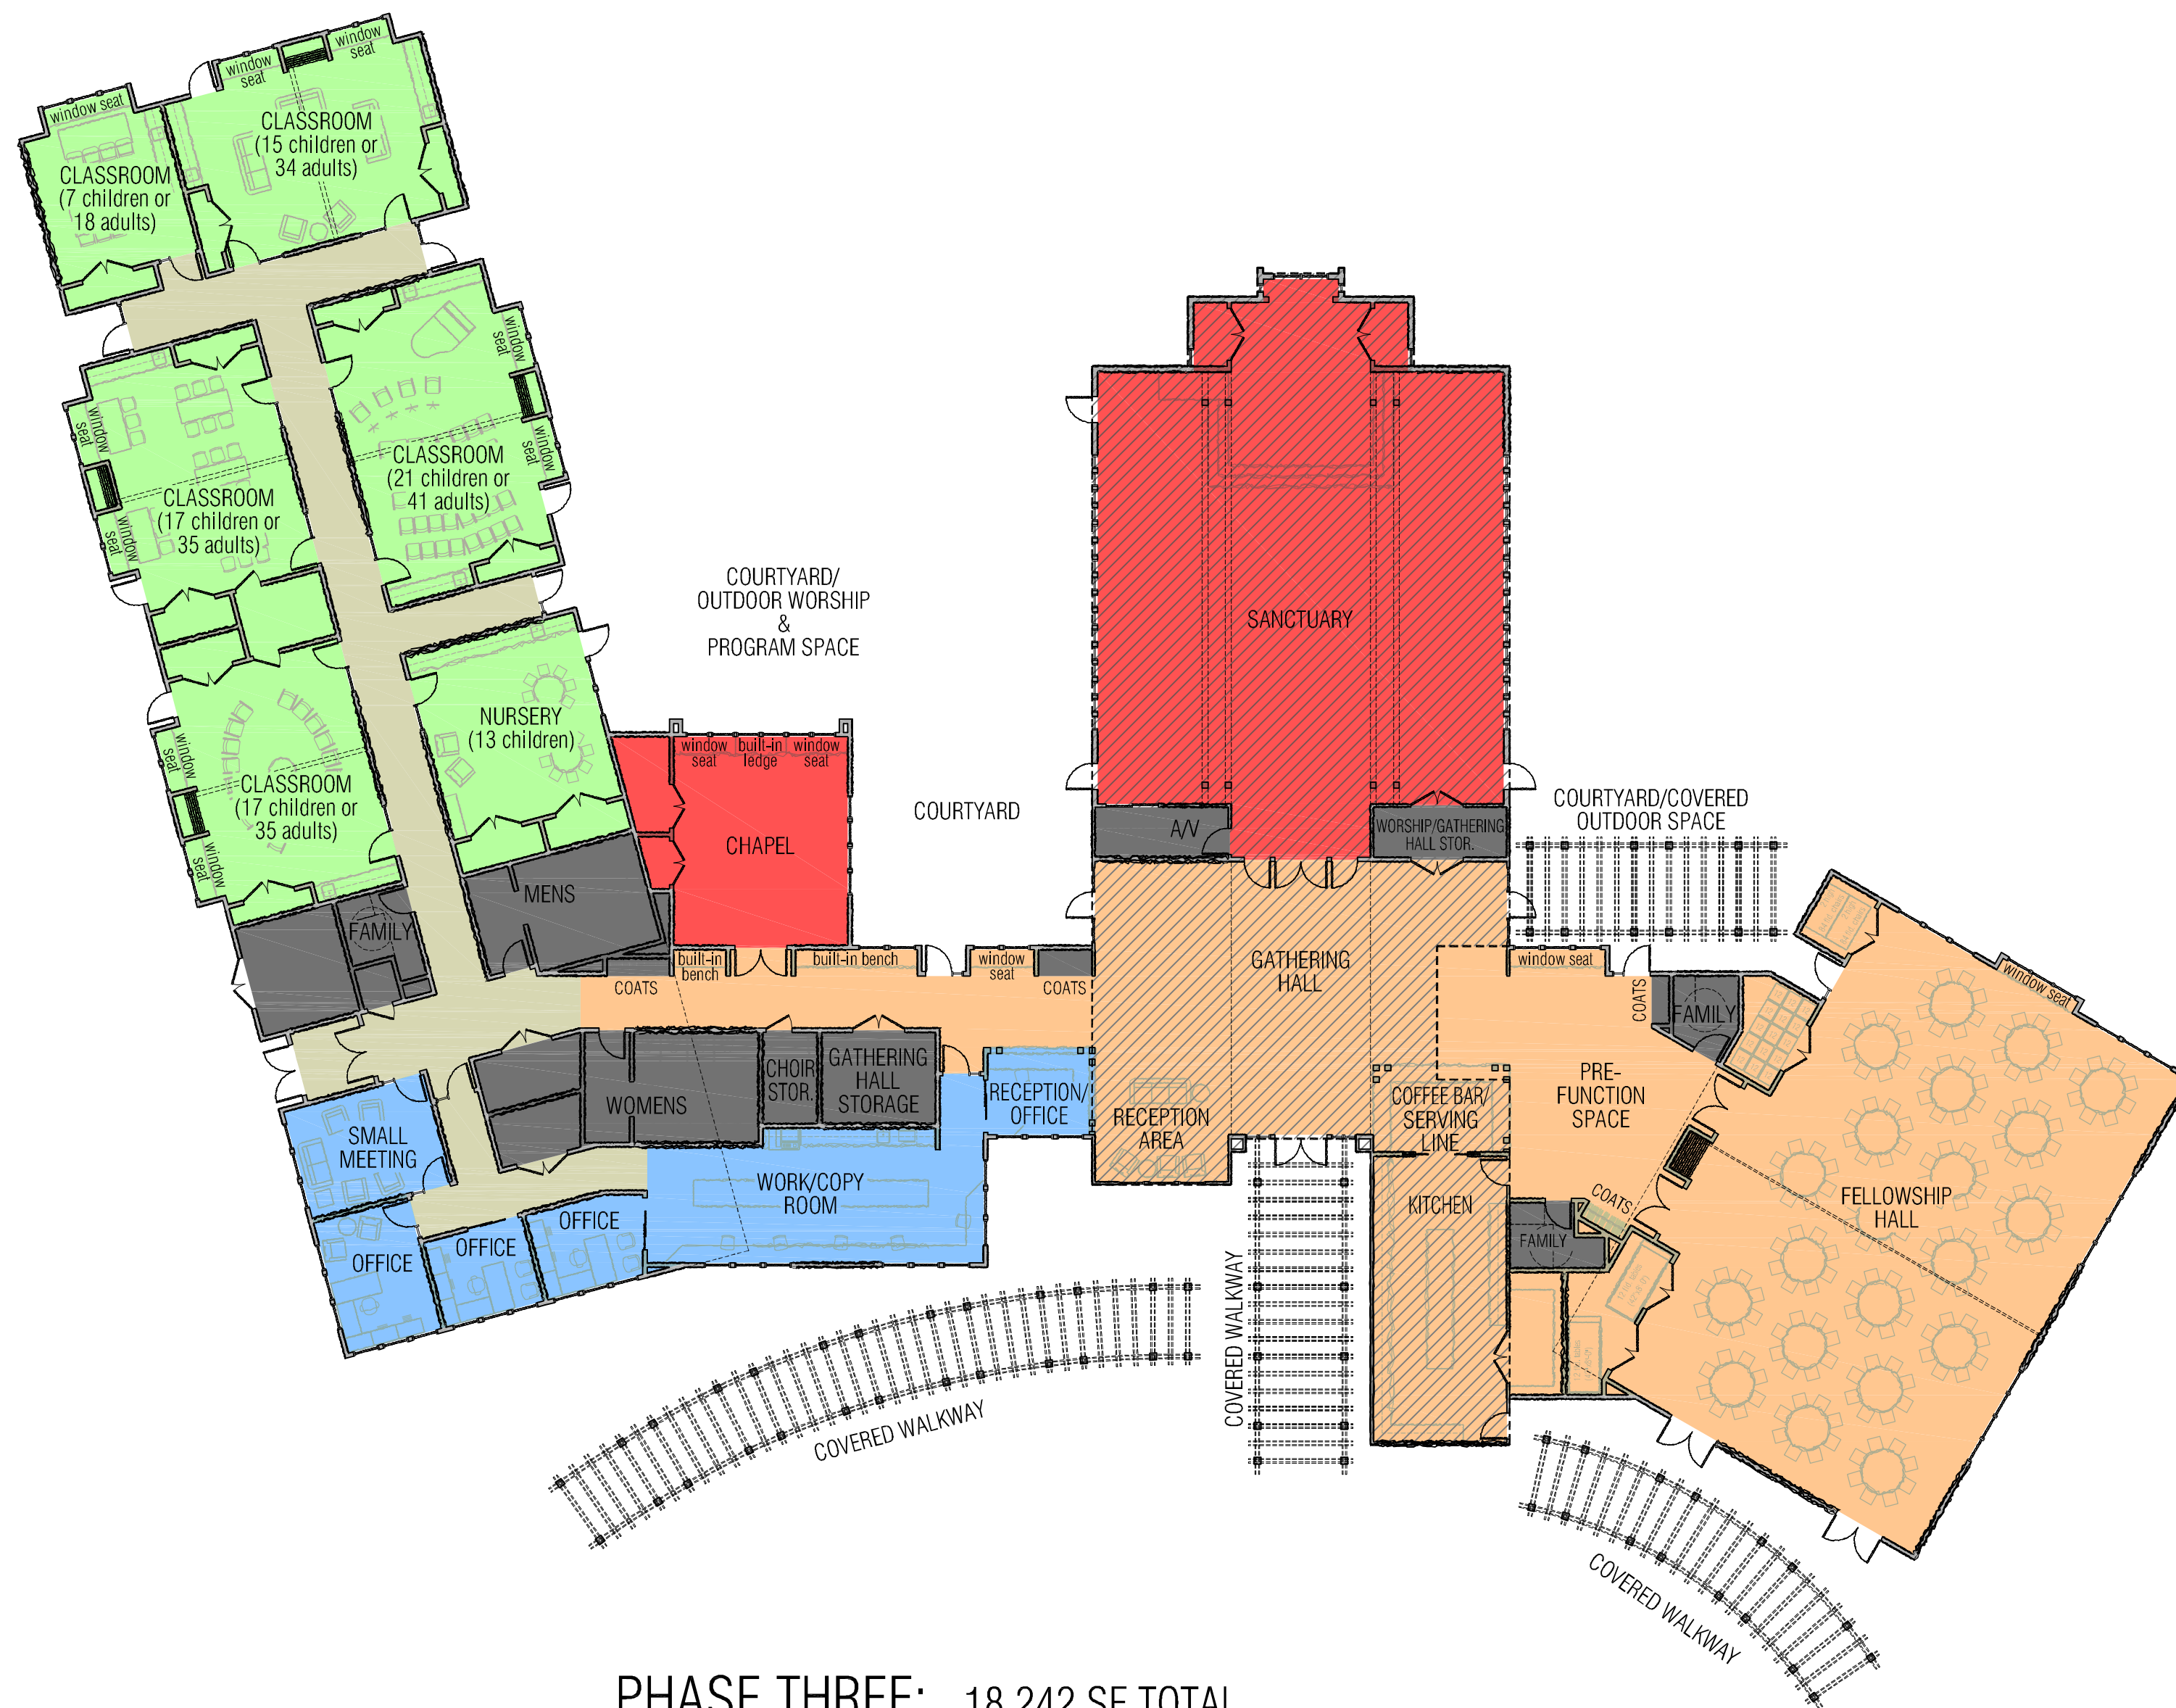 window
seat
window
seat
window seat
CLASSROOM
(15 children or
34 adults)
CLASSROOM
(7 children or
18 adults)
window
seat
window
seat
CLASSROOM
(21 children or
41 adults)
window
seat
window
seat
CLASSROOM
(17 children or
35 adults)
COURTYARD/
OUTDOOR WORSHIP
&
PROGRAM SPACE
SANCTUARY
NURSERY
(13 children)
window
seat
window
seat
CLASSROOM
(17 children or
35 adults)
window
seat
built-in
ledge
window
seat
CHAPEL
COURTYARD
A/V
WORSHIP/GATHERING
HALL STOR.
COURTYARD/COVERED
OUTDOOR SPACE
MENS
FAMILY
built-in
bench
built-in bench
window
seat
COATS
COATS
GATHERING
HALL
window seat
COATS
FAMILY
window seat
WOMENS
CHOIR
STOR.
GATHERING
HALL
STORAGE
RECEPTION/
OFFICE
RECEPTION
AREA
COFFEE BAR/
SERVING
LINE
PRE-
FUNCTION
SPACE
SMALL
MEETING
WORK/COPY
ROOM
KITCHEN
COATS
FELLOWSHIP
HALL
OFFICE
OFFICE
OFFICE
FAMILY
COVERED WALKWAY
COVERED WALKWAY
COVERED WALKWAY
PHASE THREE: 18,242 SF TOTAL